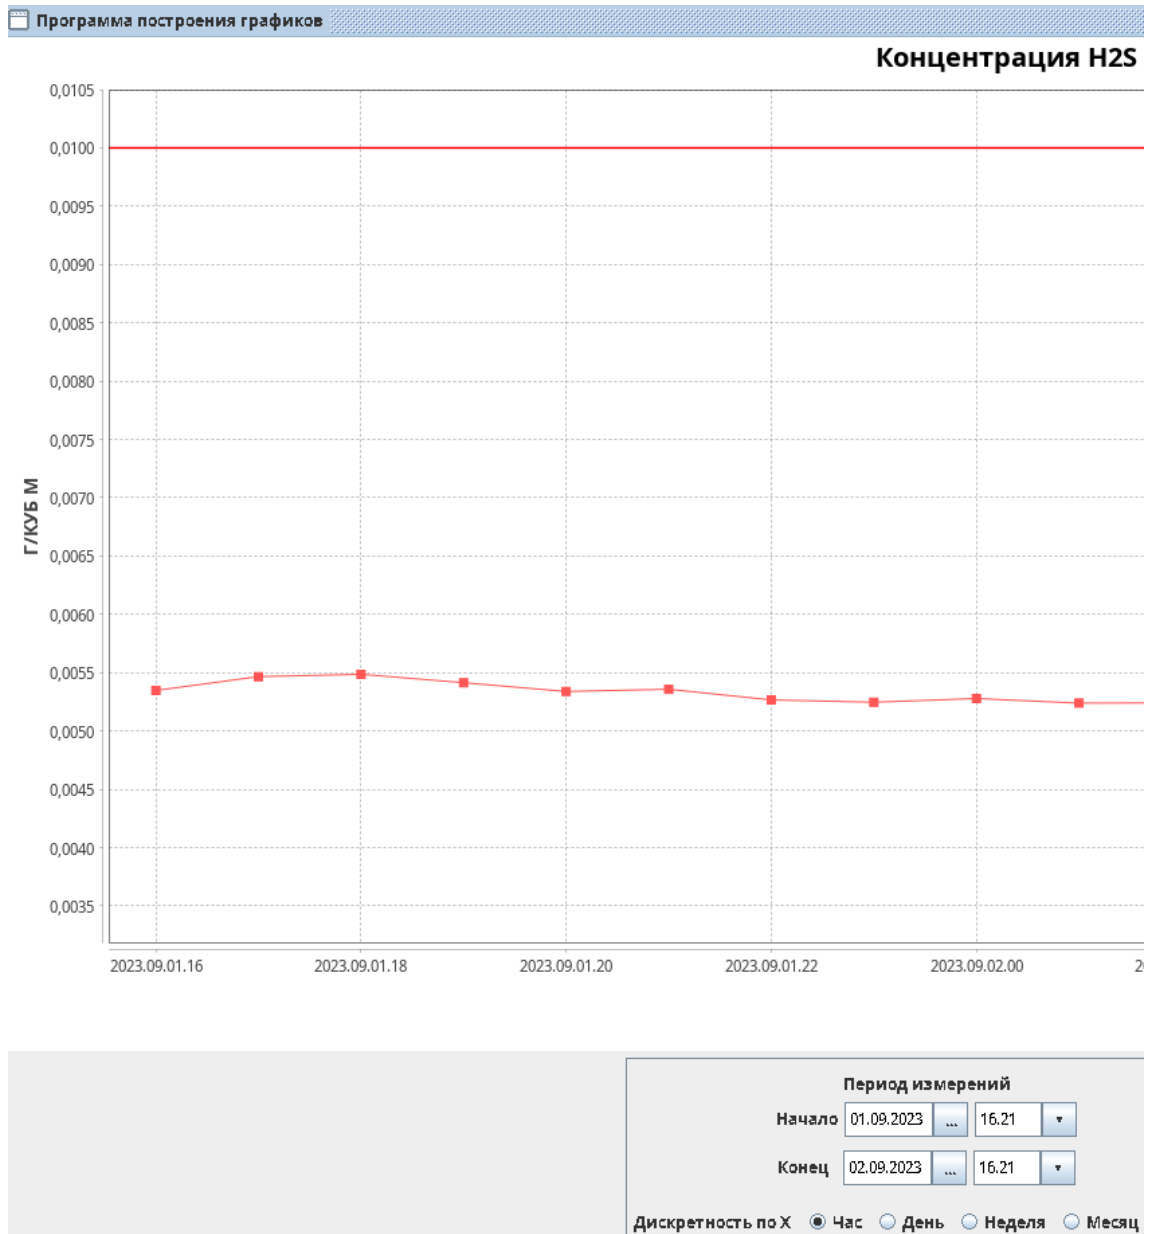 Программа построения графиков
Концентрация H2S
0,0105
0,0100
0,0095
0,0090
0,0085
0,0080
0,0075
0,0070
0,0065
0,0060
0,0055
0,0050
0,0045
0,0040
0,0035
Г/КУБ М
2023.09.01.16 2023.09.01.18 2023.09.01.20 2023.09.01.22 2023.09.02.00
Период измерений
Начало 01.09.2023 ... 16.21
Конец 02.09.2023 ... 16.21
Дискретность по X Час День Неделя Месяц